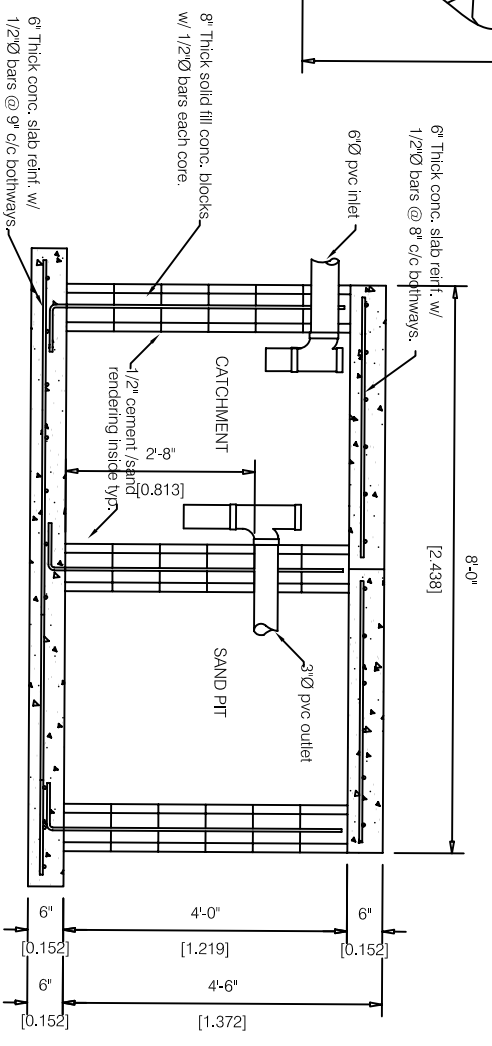 6" Thick conc. slab reinf. w/
1/2"Ø bars @ 8" c/c bothways.
8'-0"
[2.438]
6"Ø pvc inlet
8" Thick solid fill conc. blocks
w/ 1/2"Ø bars each core.
CATCHMENT
2'-8"
[0.813]
1/2" cement /sand
rendering inside typ.
3"Ø pvc outlet
SAND PIT
6" Thick conc. slab reinf. w/
1/2"Ø bars @ 9" c/c bothways.
6"
[0.152]
4'-0"
[1.219]
6"
[0.152]
4'-6"
[1.372]
6"
[0.152]